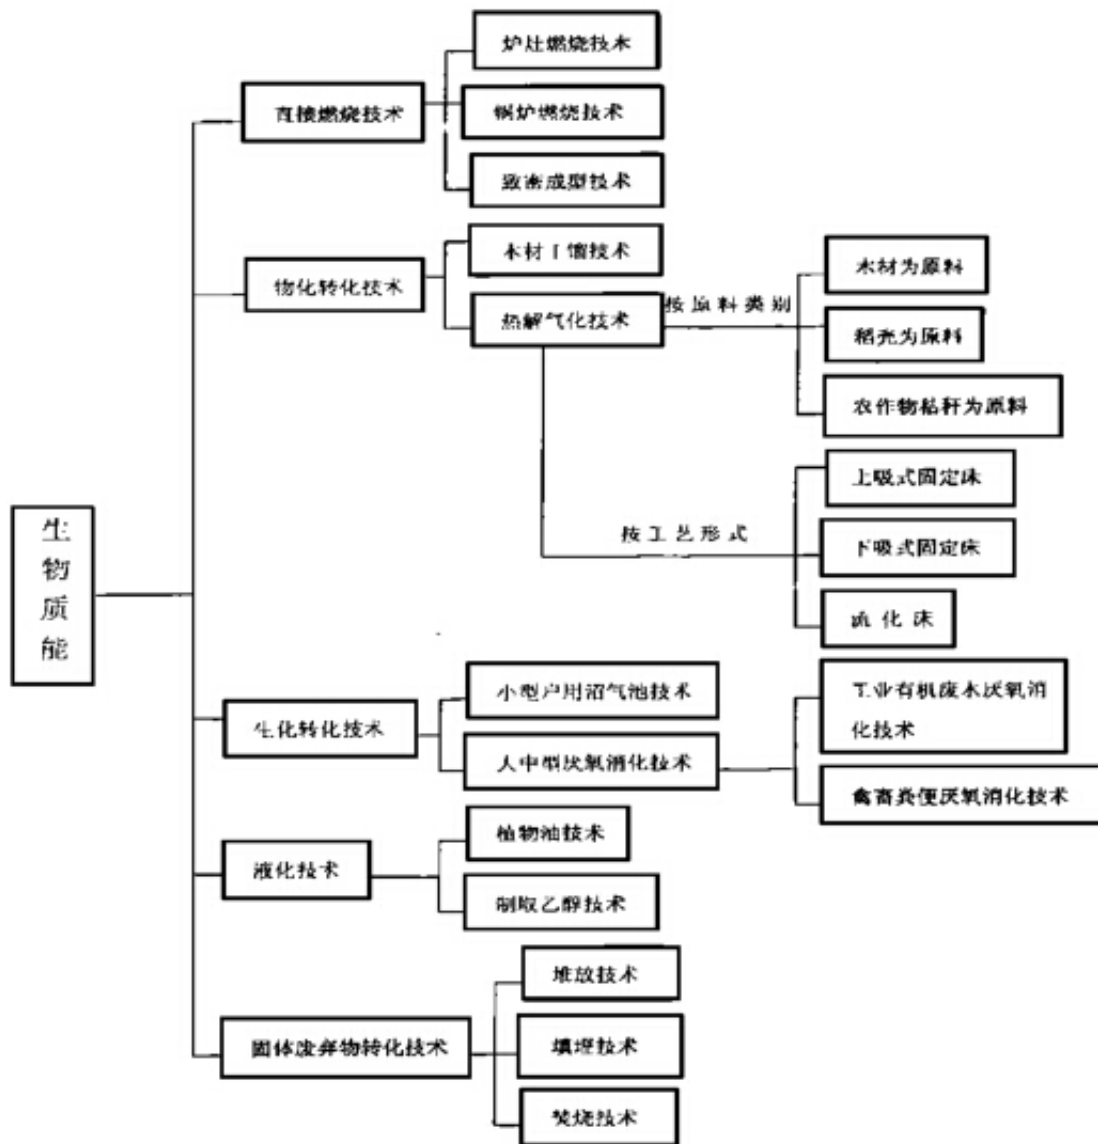 炉灶燃烧技术
直接燃烧技术
锅炉燃烧技术
致密成型技术
木材干馏技术
木材为原料
物化转化技术
热解气化技术
按原料类别
稻壳为原料
农作物秸秆为原料
上吸式固定床
按工艺形式
下吸式固定床
生物质能
流化床
小型户用沼气池技术
工业有机废水厌氧消
化技术
生化转化技术
大中型厌氧消化技术
禽畜粪便厌氧消化技术
植物油技术
液化技术
制取乙醇技术
堆放技术
固体废弃物转化技术
填埋技术
焚烧技术